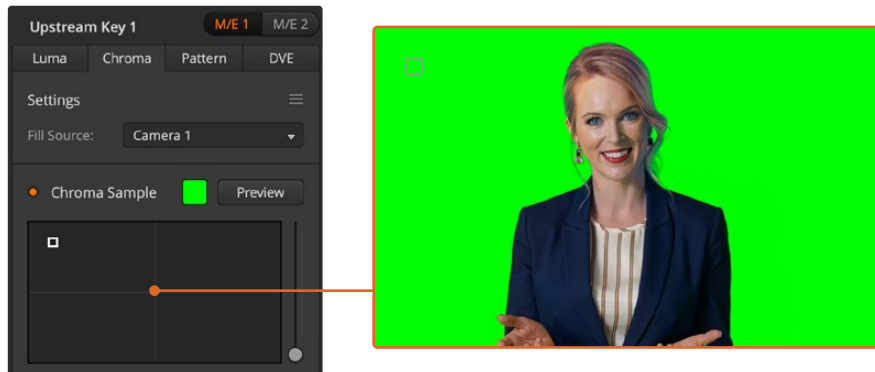 Upstream Key 1 M/E 1 M/E 2
Luma Chroma Pattern DVE
Settings
Fill Source: Camera 1
Chroma Sample Preview